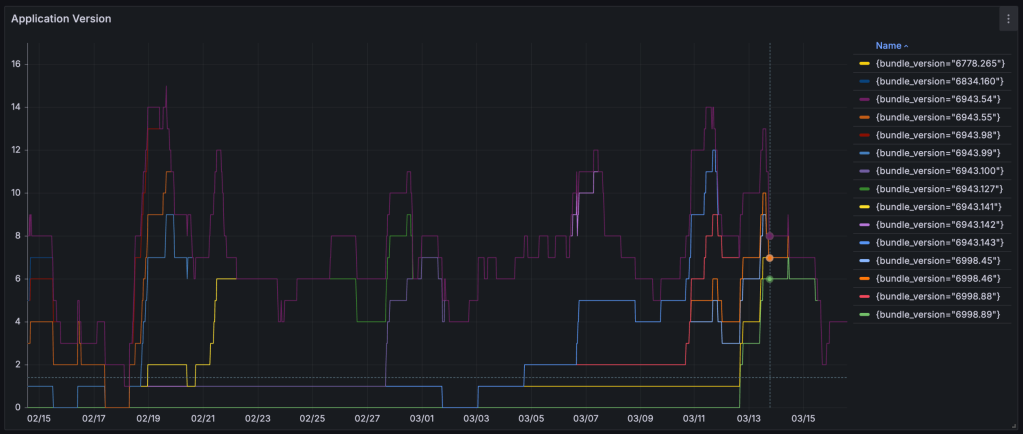 Application Version
Name
16
14
12
10
8
6
4
2
0
02/15 02/17 02/19 02/21 02/23 02/25 02/27 03/01 03/03 03/05 03/07 03/09 03/11 03/13 03/15
{bundle_version="6778.265"}
{bundle_version="6834.160"}
{bundle_version="6943.54"}
{bundle_version="6943.55"}
{bundle_version="6943.98"}
{bundle_version="6943.99"}
{bundle_version="6943.100"}
{bundle_version="6943.127"}
{bundle_version="6943.141"}
{bundle_version="6943.142"}
{bundle_version="6943.143"}
{bundle_version="6998.45"}
{bundle_version="6998.46"}
{bundle_version="6998.88"}
{bundle_version="6998.89"}